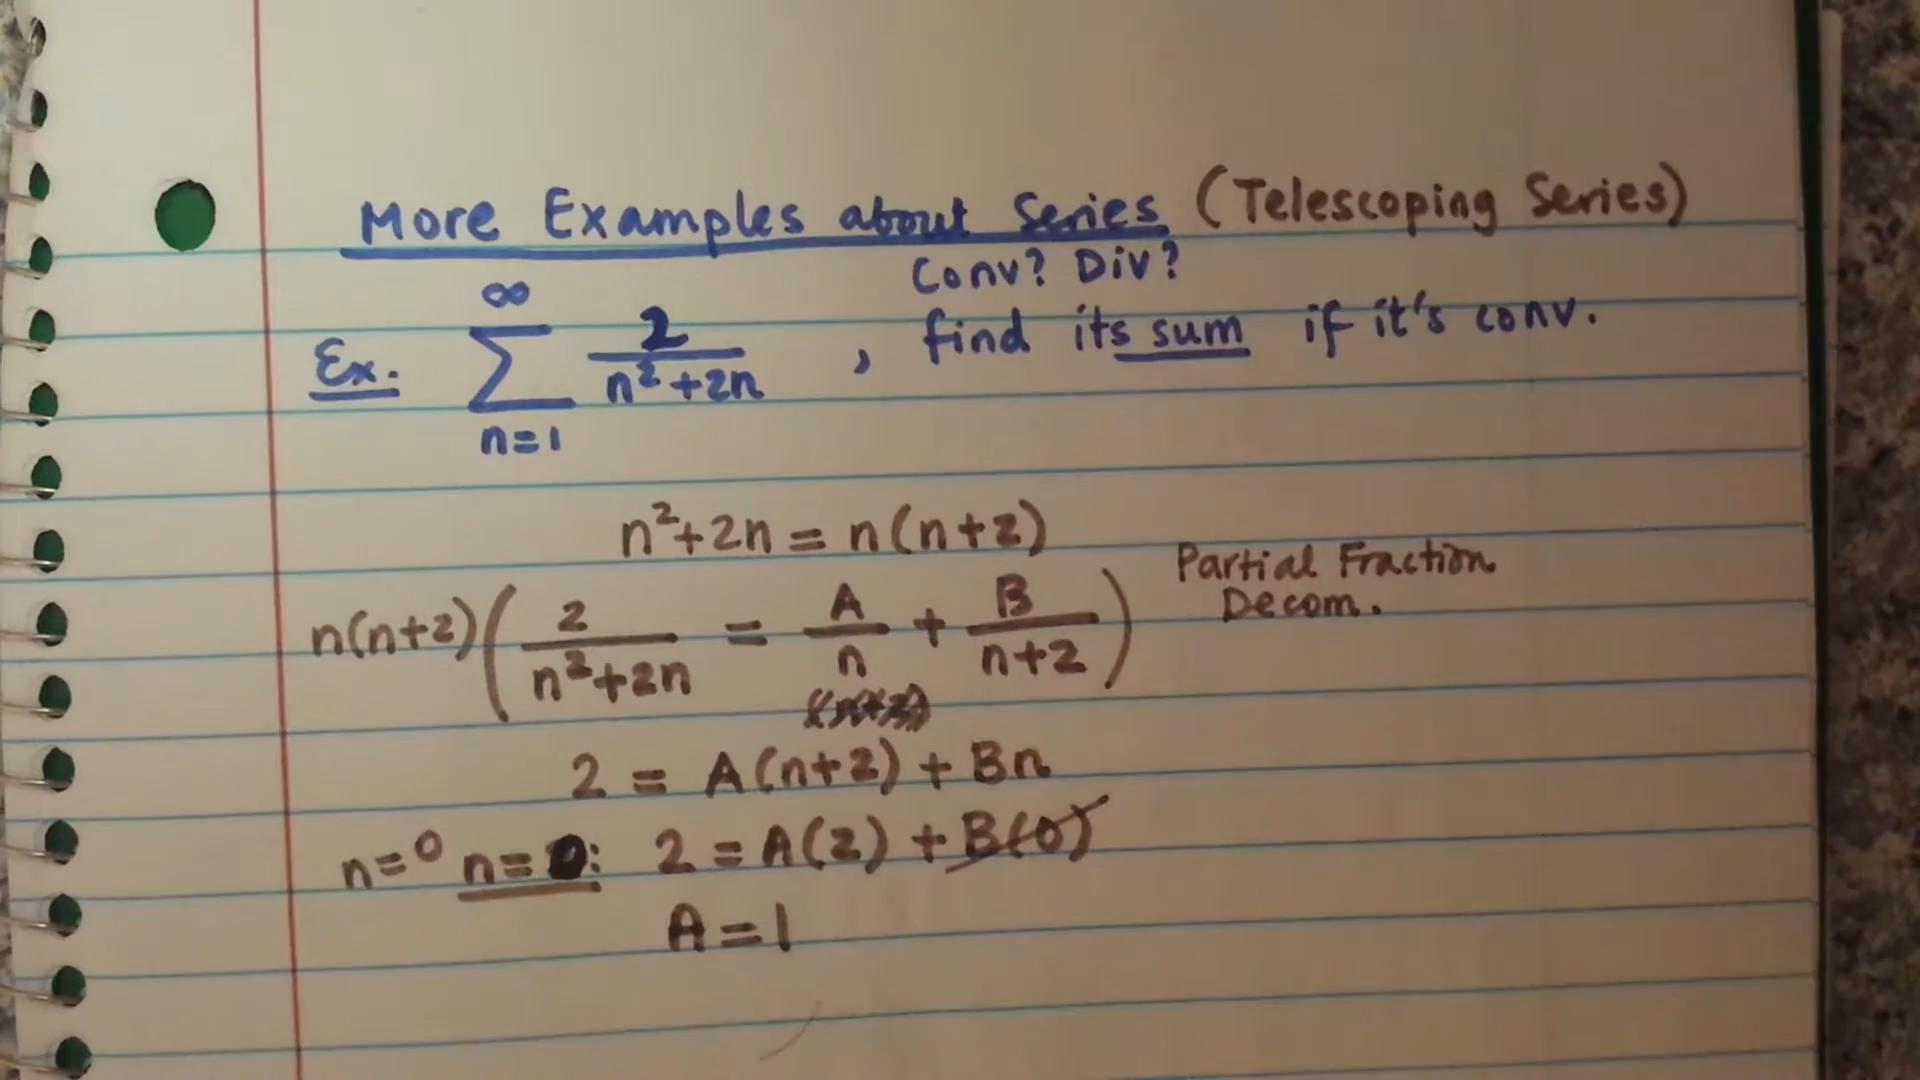 More Examples about Series (Telescoping Series)
Conv? Div?
Ex. ∞ ∑ n=1 2/(n²+2n) , find its sum if it's conv.
n²+2n = n(n+2)
Partial Fraction
Decom.
n(n+2)( 2/(n²+2n) = A/n + B/(n+2) )
2 = A(n+2) + Bn
n=0 n=0: 2 = A(2) + B(0)
A = 1